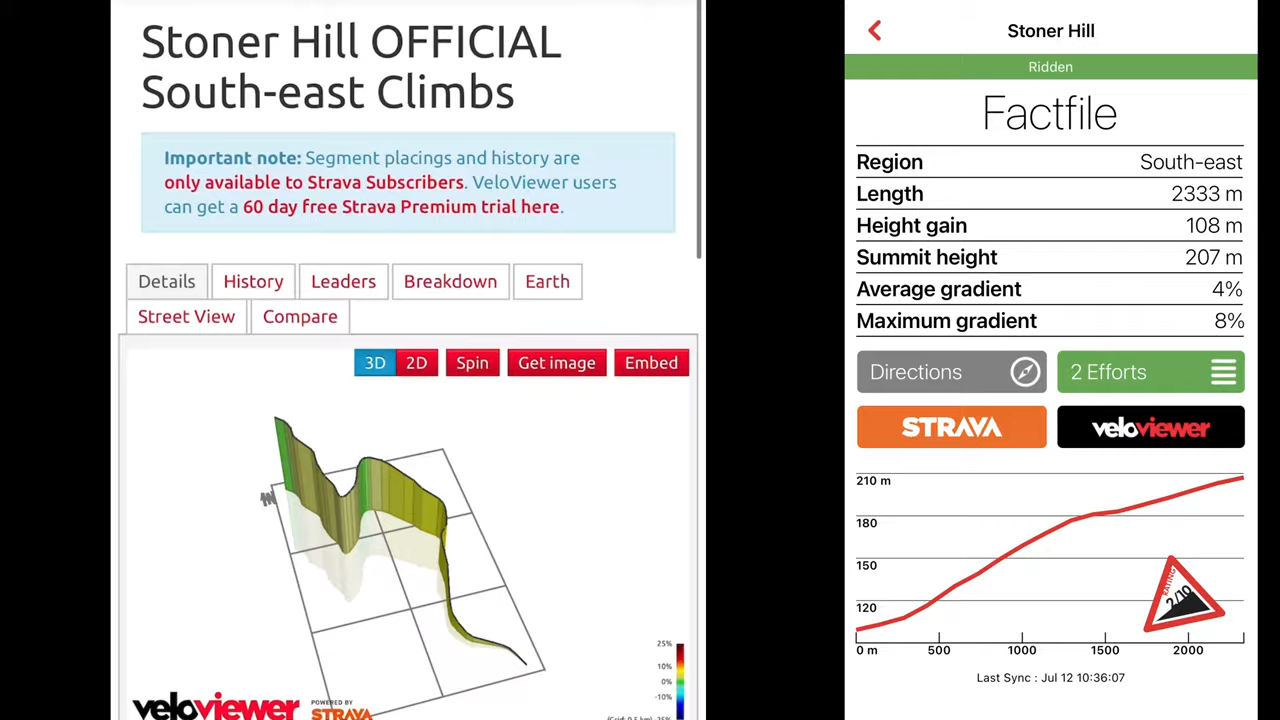 Stoner Hill OFFICIAL
South-east Climbs
Important note: Segment placings and history are
only available to Strava Subscribers. VeloViewer users
can get a 60 day free Strava Premium trial here.
Details
History
Leaders
Breakdown
Earth
Street View
Compare
3D
2D
Spin
Get image
Embed
25%
10%
0%
-10%
veloviewer
POWERED BY
STRAVA
Stoner Hill
Ridden
Factfile
Region South-east
Length 2333 m
Height gain 108 m
Summit height 207 m
Average gradient 4%
Maximum gradient 8%
Directions
2 Efforts
STRAVA
veloviewer
210 m
180
150
120
RATING
2/10
0 m 500 1000 1500 2000
Last Sync : Jul 12 10:36:07